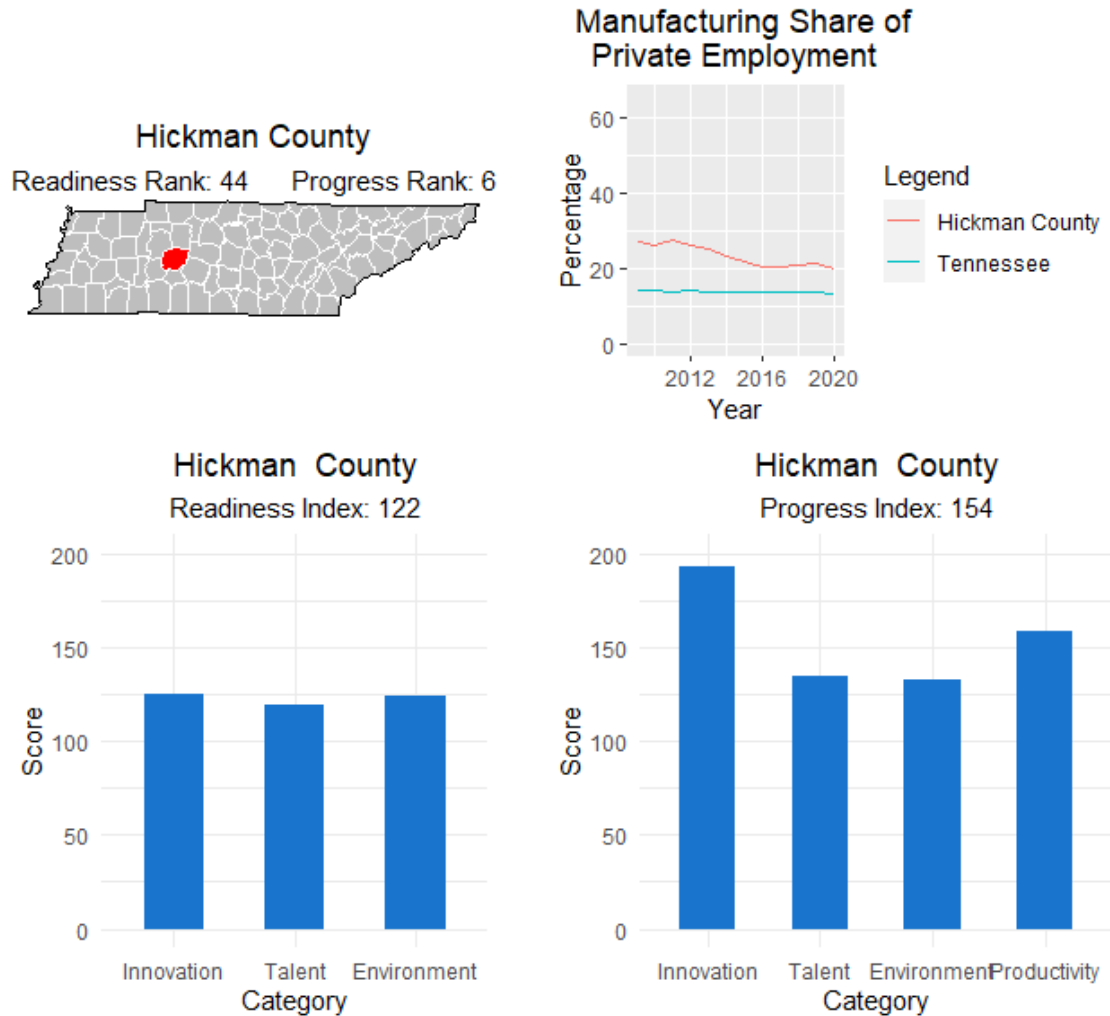 Hickman County
Readiness Rank: 44 Progress Rank: 6
Manufacturing Share of
Private Employment
60
40
20
0
Percentage
2012 2016 2020
Year
Legend
Hickman County
Tennessee
Hickman County
Readiness Index: 122
200
150
100
50
0
Score
Innovation Talent Environment
Category
Hickman County
Progress Index: 154
200
150
100
50
0
Score
Innovation Talent Environment Productivity
Category